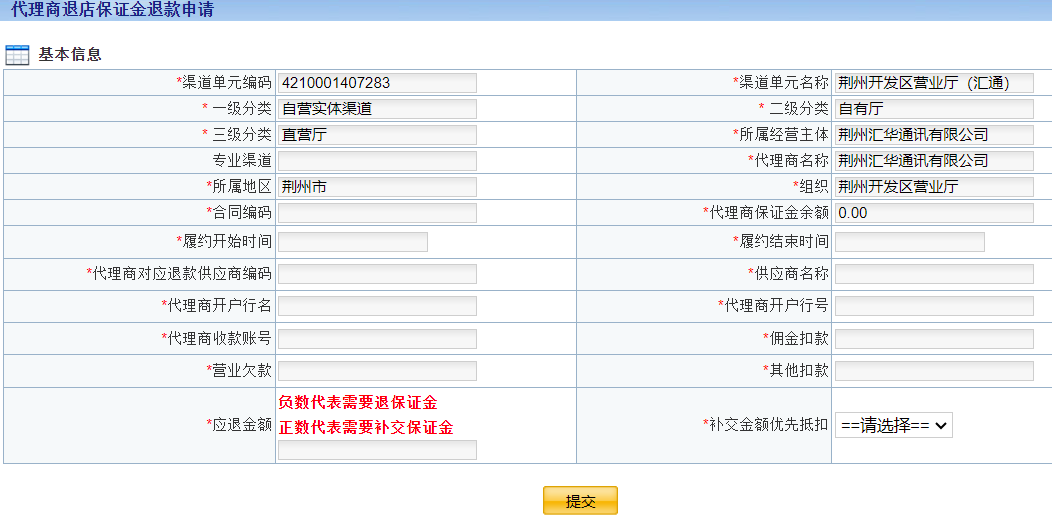 代理商退店保证金退款申请
基本信息
*渠道单元编码 4210001407283 *渠道单元名称 荆州开发区营业厅（汇通）
* 一级分类 自营实体渠道 * 二级分类 自有厅
* 三级分类 直营厅 *所属经营主体 荆州汇华通讯有限公司
专业渠道 *代理商名称 荆州汇华通讯有限公司
*所属地区 荆州市 *组织 荆州开发区营业厅
*合同编码 *代理商保证金余额 0.00
*履约开始时间 *履约结束时间
*代理商对应退款供应商编码 *供应商名称
*代理商开户行名 *代理商开户行号
*代理商收款账号 *佣金扣款
*营业欠款 *其他扣款
负数代表需要退保证金
*应退金额 正数代表需要补交保证金 *补交金额优先抵扣 ==请选择==
提交